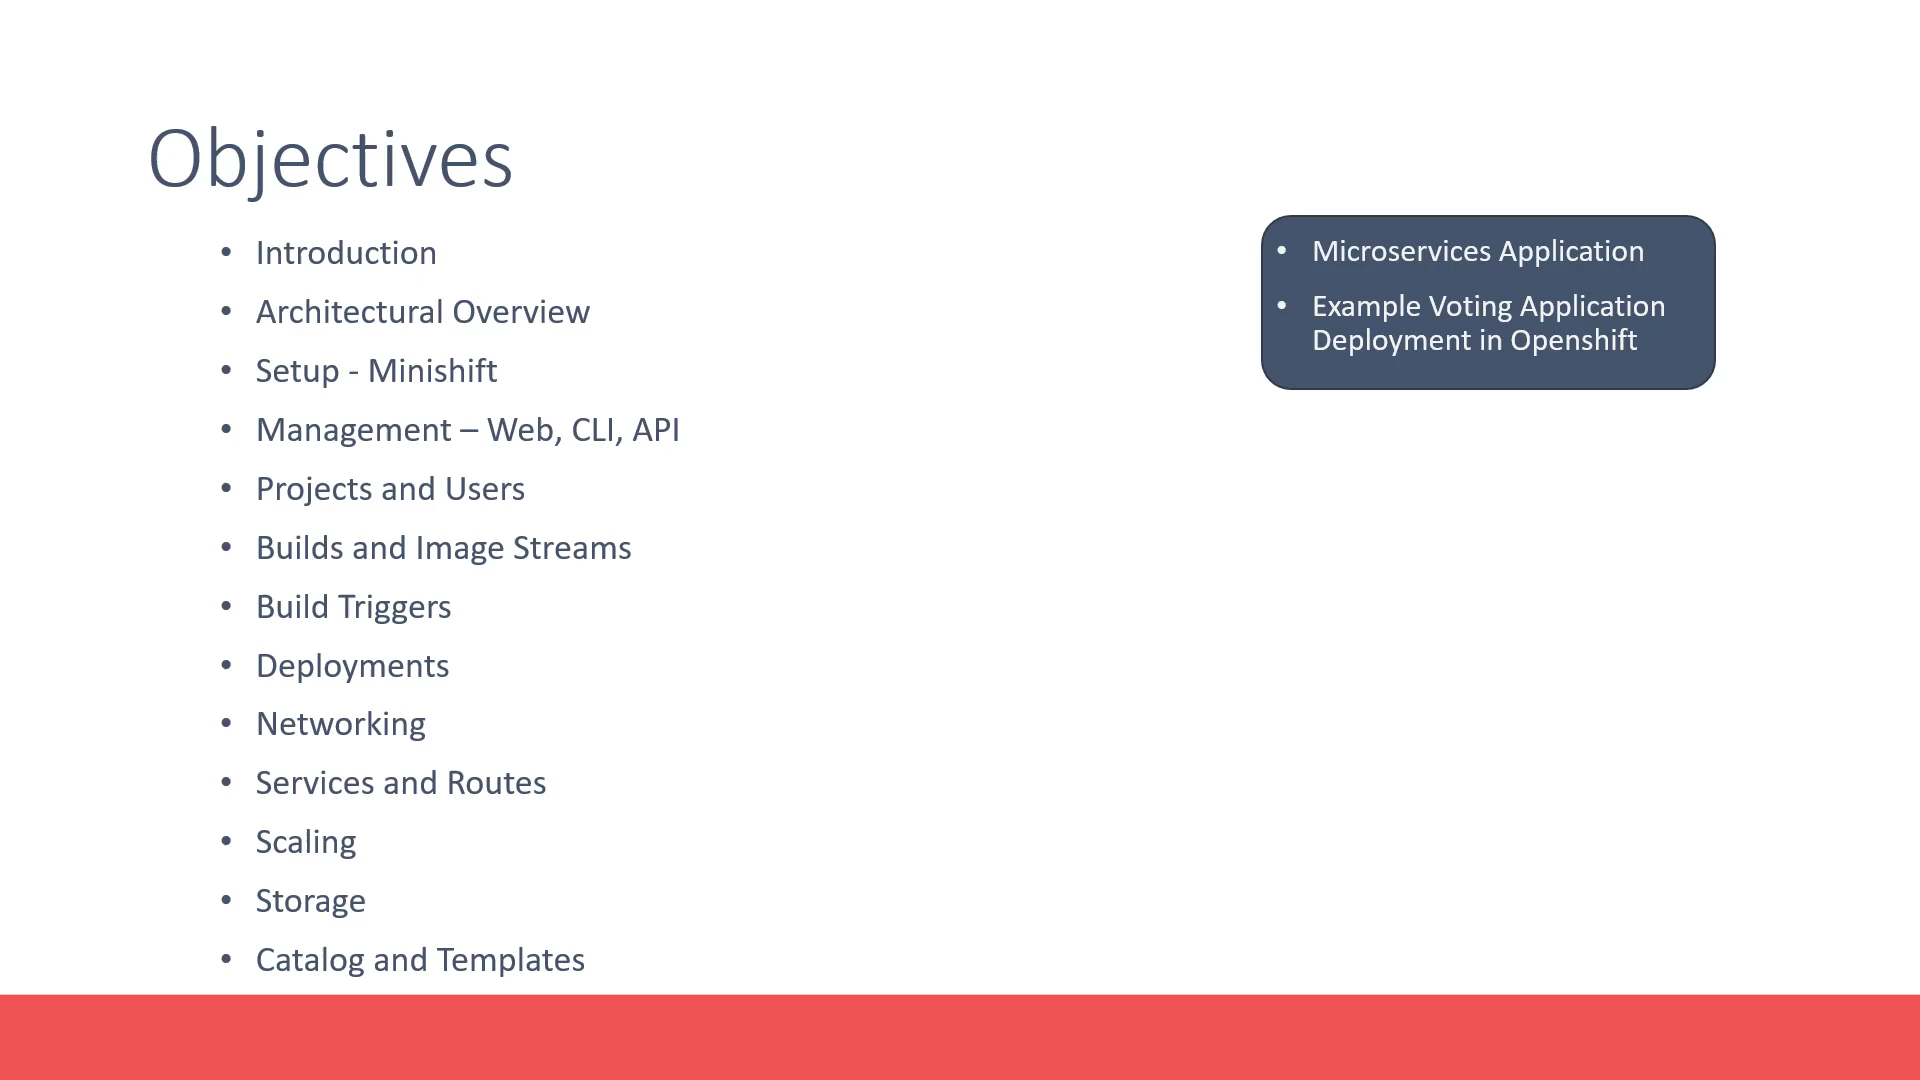 Objectives
• Introduction
• Architectural Overview
• Setup - Minishift
• Management – Web, CLI, API
• Projects and Users
• Builds and Image Streams
• Build Triggers
• Deployments
• Networking
• Services and Routes
• Scaling
• Storage
• Catalog and Templates
• Microservices Application
• Example Voting Application
Deployment in Openshift